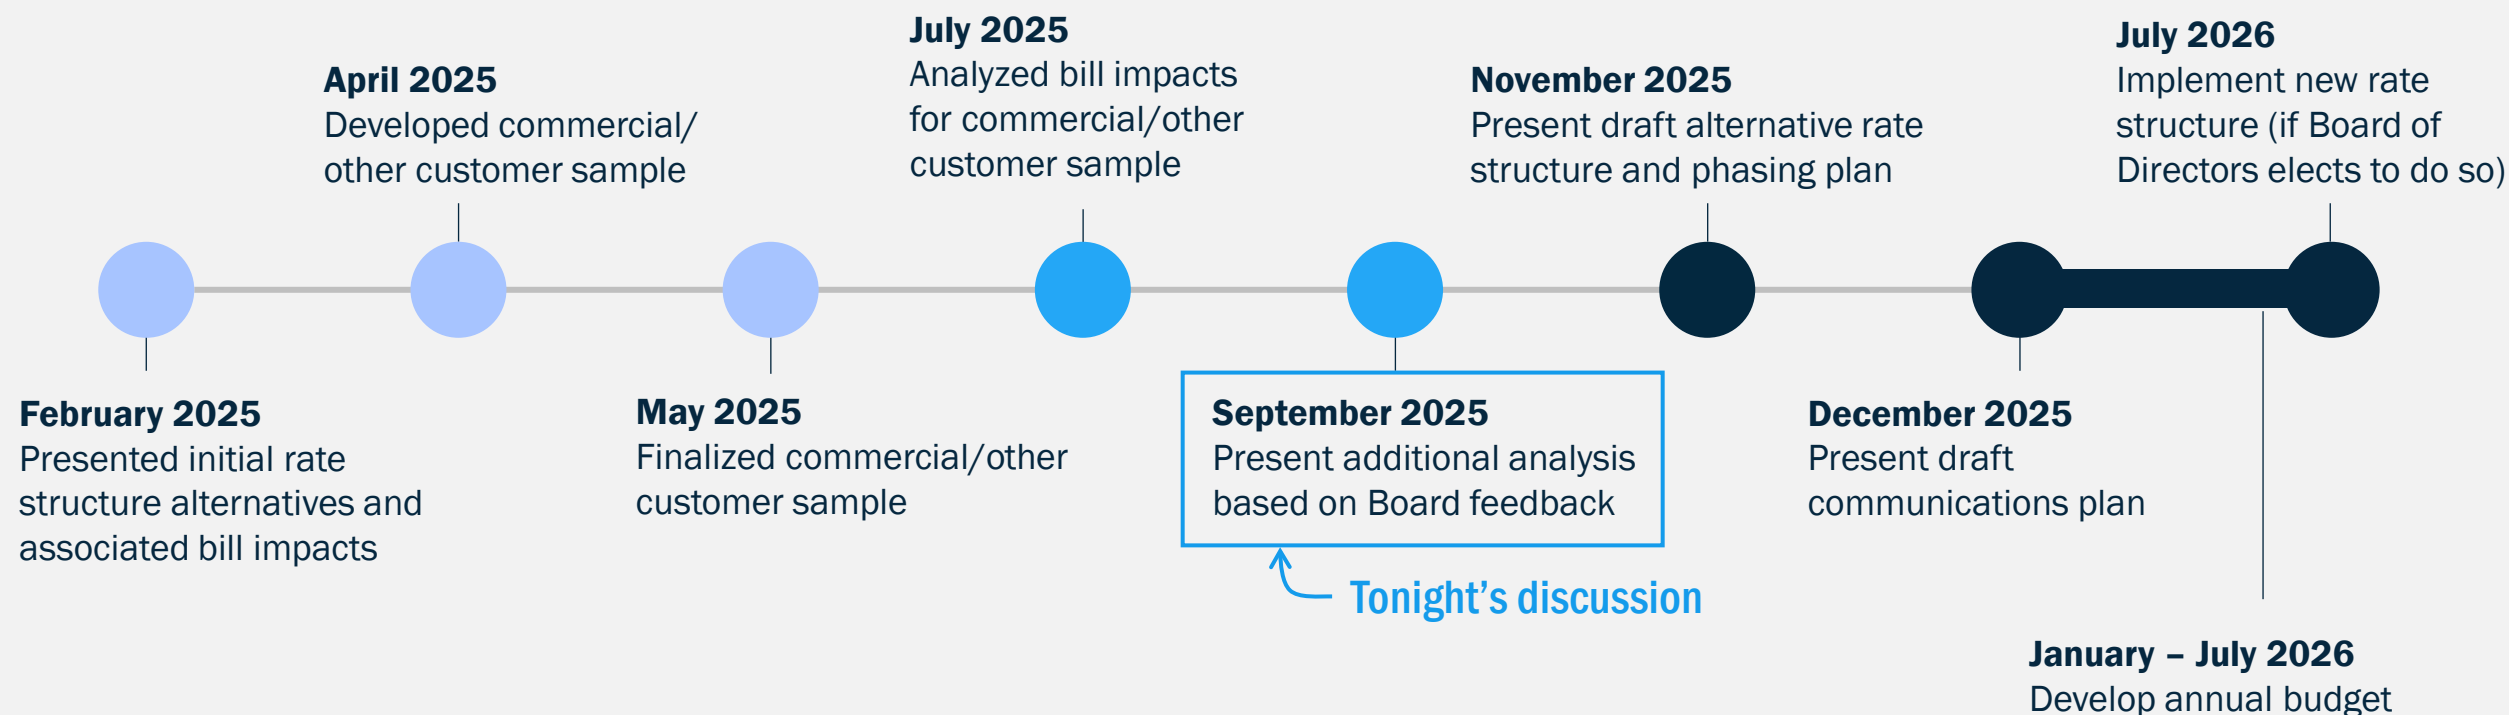 February 2025
Presented initial rate
structure alternatives and
associated bill impacts
April 2025
Developed commercial/
other customer sample
May 2025
Finalized commercial/other
customer sample
July 2025
Analyzed bill impacts
for commercial/other
customer sample
September 2025
Present additional analysis
based on Board feedback
Tonight’s discussion
November 2025
Present draft alternative rate
structure and phasing plan
December 2025
Present draft
communications plan
January – July 2026
Develop annual budget
July 2026
Implement new rate
structure (if Board of
Directors elects to do so)